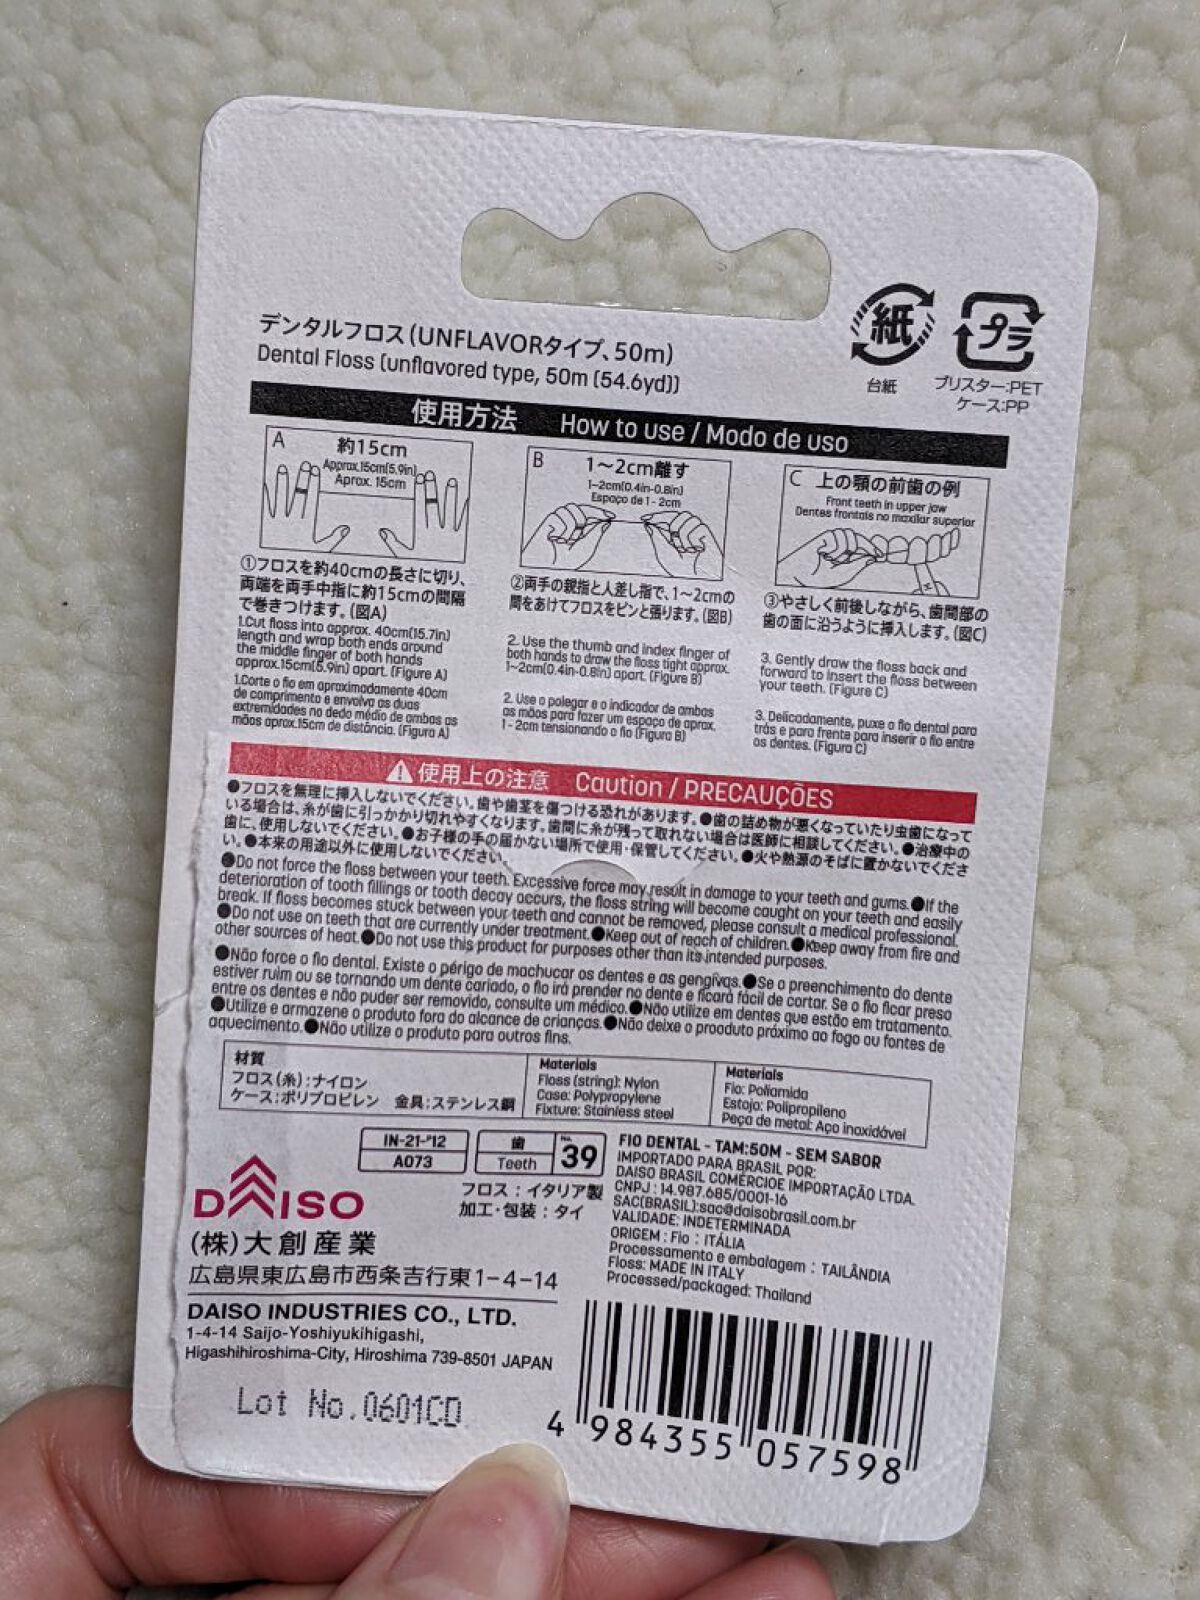 紙
台紙
プラ
ブリスター:PET
ケース:PP
デンタルフロス(UNFLAVORタイプ、50m)
Dental Floss (unflavored type, 50m (54.6yd))
使用方法 How to use / Modo de uso
A 約15cm
Approx.15cm(5.9in)
Aprox. 15cm
①フロスを約40cmの長さに切り、
両端を両手中指に約15cmの間隔
で巻きつけます。(図A)
1.Cut floss into approx. 40cm(15.7in)
length and wrap both ends around
the middle finger of both hands
approx.15cm(5.9in) apart. (Figure A)
1.Corte o fio em aproximadamente 40cm
de comprimento e envolva as duas
extremidades no dedo médio de ambas as
mãos aprox.15cm de distância. (Figura A)
B 1〜2cm離す
1~2cm(0.4in-0.8in)
Espaço de 1 - 2cm
②両手の親指と人差し指で、1〜2cmの
間をあけてフロスをピンと張ります。(図B)
2. Use the thumb and index finger of
both hands to draw the floss tight approx.
1~2cm(0.4in-0.8in) apart. (Figure B)
2. Use o polegar e o indicador de ambas
as mãos para fazer um espaço de aprox.
1 - 2cm tensionando o fio (Figura B)
C 上の顎の前歯の例
Front teeth in upper jaw
Dentes frontais no maxilar superior
③やさしく前後しながら、歯間部の
歯の面に沿うように挿入します。(図C)
3. Gently draw the floss back and
forward to insert the floss between
your teeth. (Figure C)
3. Delicadamente, puxe o fio dental para
trás e para frente para inserir o fio entre
os dentes. (Figura C)
使用上の注意 Caution / PRECAUÇÕES
●フロスを無理に挿入しないでください。歯や歯茎を傷つける恐れがあります。●歯の詰め物が悪くなっていたり虫歯になって
いる場合は、糸が歯に引っかかり切れやすくなります。歯間に糸が残って取れない場合は医師に相談してください。●治療中の
歯に、使用しないでください。●お子様の手の届かない場所で使用・保管してください。●火や熱源のそばに置かないでくださ
い。●本来の用途以外に使用しないでください。
●Do not force the floss between your teeth. Excessive force may result in damage to your teeth and gums.●If the
deterioration of tooth fillings or tooth decay occurs, the floss string will become caught on your teeth and easily
break. If floss becomes stuck between your teeth and cannot be removed, please consult a medical professional.
●Do not use on teeth that are currently under treatment.●Keep out of reach of children.●Keep away from fire and
other sources of heat.●Do not use this product for purposes other than its intended purposes.
●Não force o fio dental. Existe o périgo de machucar os dentes e as gengivas.●Se o preenchimento do dente
estiver ruim ou se tornando um dente cariado, o fio irá prender no dente e ficará fácil de cortar. Se o fio ficar preso
entre os dentes e não puder ser removido, consulte um médico.●Não utilize em dentes que estão em tratamento.
●Utilize e armazene o produto fora do alcance de crianças.●Não deixe o prooduto próximo ao fogo ou fontes de
aquecimento.●Não utilize o produto para outros fins.
材質
フロス(糸):ナイロン
ケース:ポリプロピレン 金具:ステンレス鋼
Materials
Floss (string): Nylon
Case: Polypropylene
Fixture: Stainless steel
Materials
Fio: Poliamida
Estojo: Polipropileno
Peça de metal: Aço inoxidável
IN-21-'12
A073
歯
Teeth
No. 39
フロス:イタリア製
加工・包装:タイ
DAISO
(株)大創産業
広島県東広島市西条吉行東1-4-14
DAISO INDUSTRIES CO., LTD.
1-4-14 Saijo-Yoshiyukihigashi,
Higashihiroshima-City, Hiroshima 739-8501 JAPAN
Lot No.0601CD
FIO DENTAL - TAM:50M - SEM SABOR
IMPORTADO PARA BRASIL POR:
DAISO BRASIL COMÉRCIOE IMPORTAÇÃO LTDA.
CNPJ : 14.987.685/0001-16
SAC(BRASIL):sac@daisobrasil.com.br
VALIDADE: INDETERMINADA
ORIGEM : Fio : ITÁLIA
Processamento e embalagem : TAILÂNDIA
Floss: MADE IN ITALY
Processed/packaged: Thailand
4 984355 057598